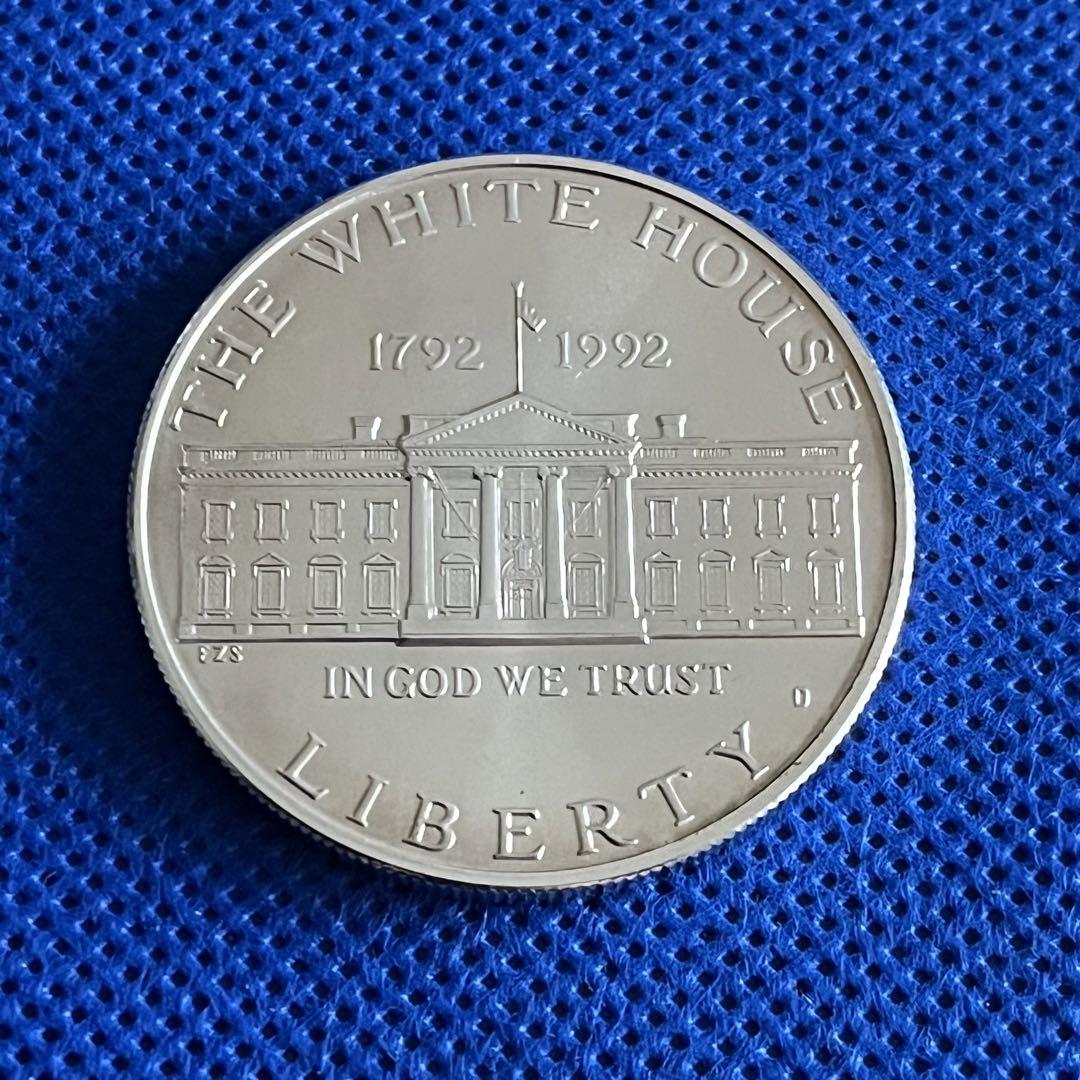 THE WHITE HOUSE
1792 1992
IN GOD WE TRUST
D
LIBERTY